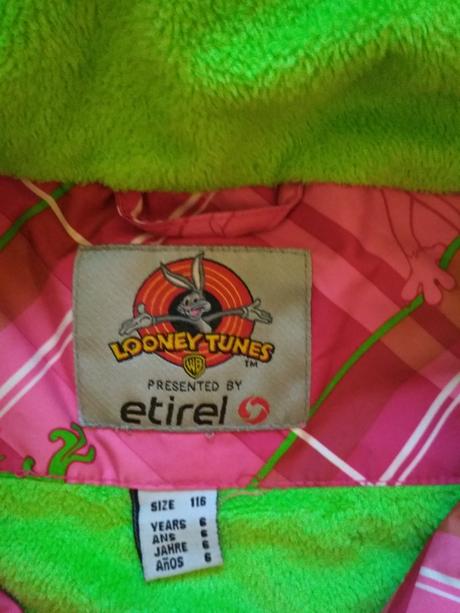 LOONEY TUNES
TM
WB
PRESENTED BY
etirel
SIZE 116
YEARS 6
ANS 6
JAHRE 6
AÑOS 6